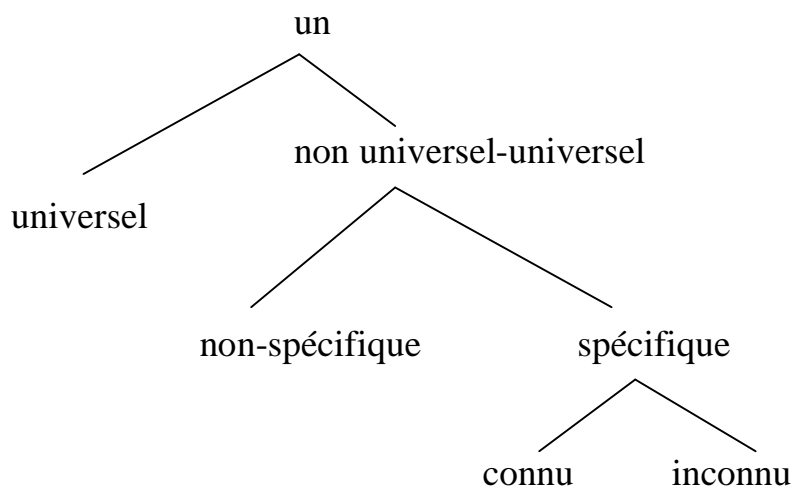 un
non universel-universel
universel
non-spécifique spécifique
connu inconnu